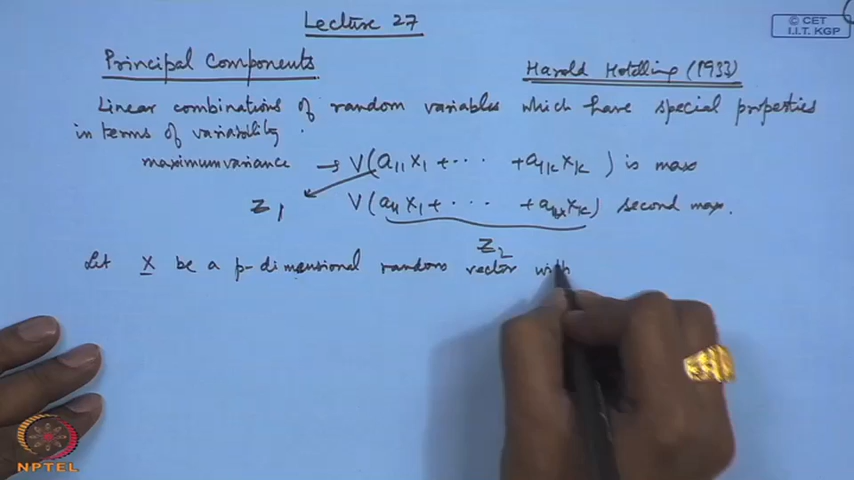 Lecture 27
© CET
I.I.T. KGP
Principal Components
Harold Hotelling (1933)
Linear combinations of random variables which have special properties
in terms of variability.
maximum variance → V(a11 x1 + ··· + a1k xk) is max
z1 V(a11 x1 + ··· + a1k xk) second max.
z2
Let X be a p-dimensional random vector with
NPTEL